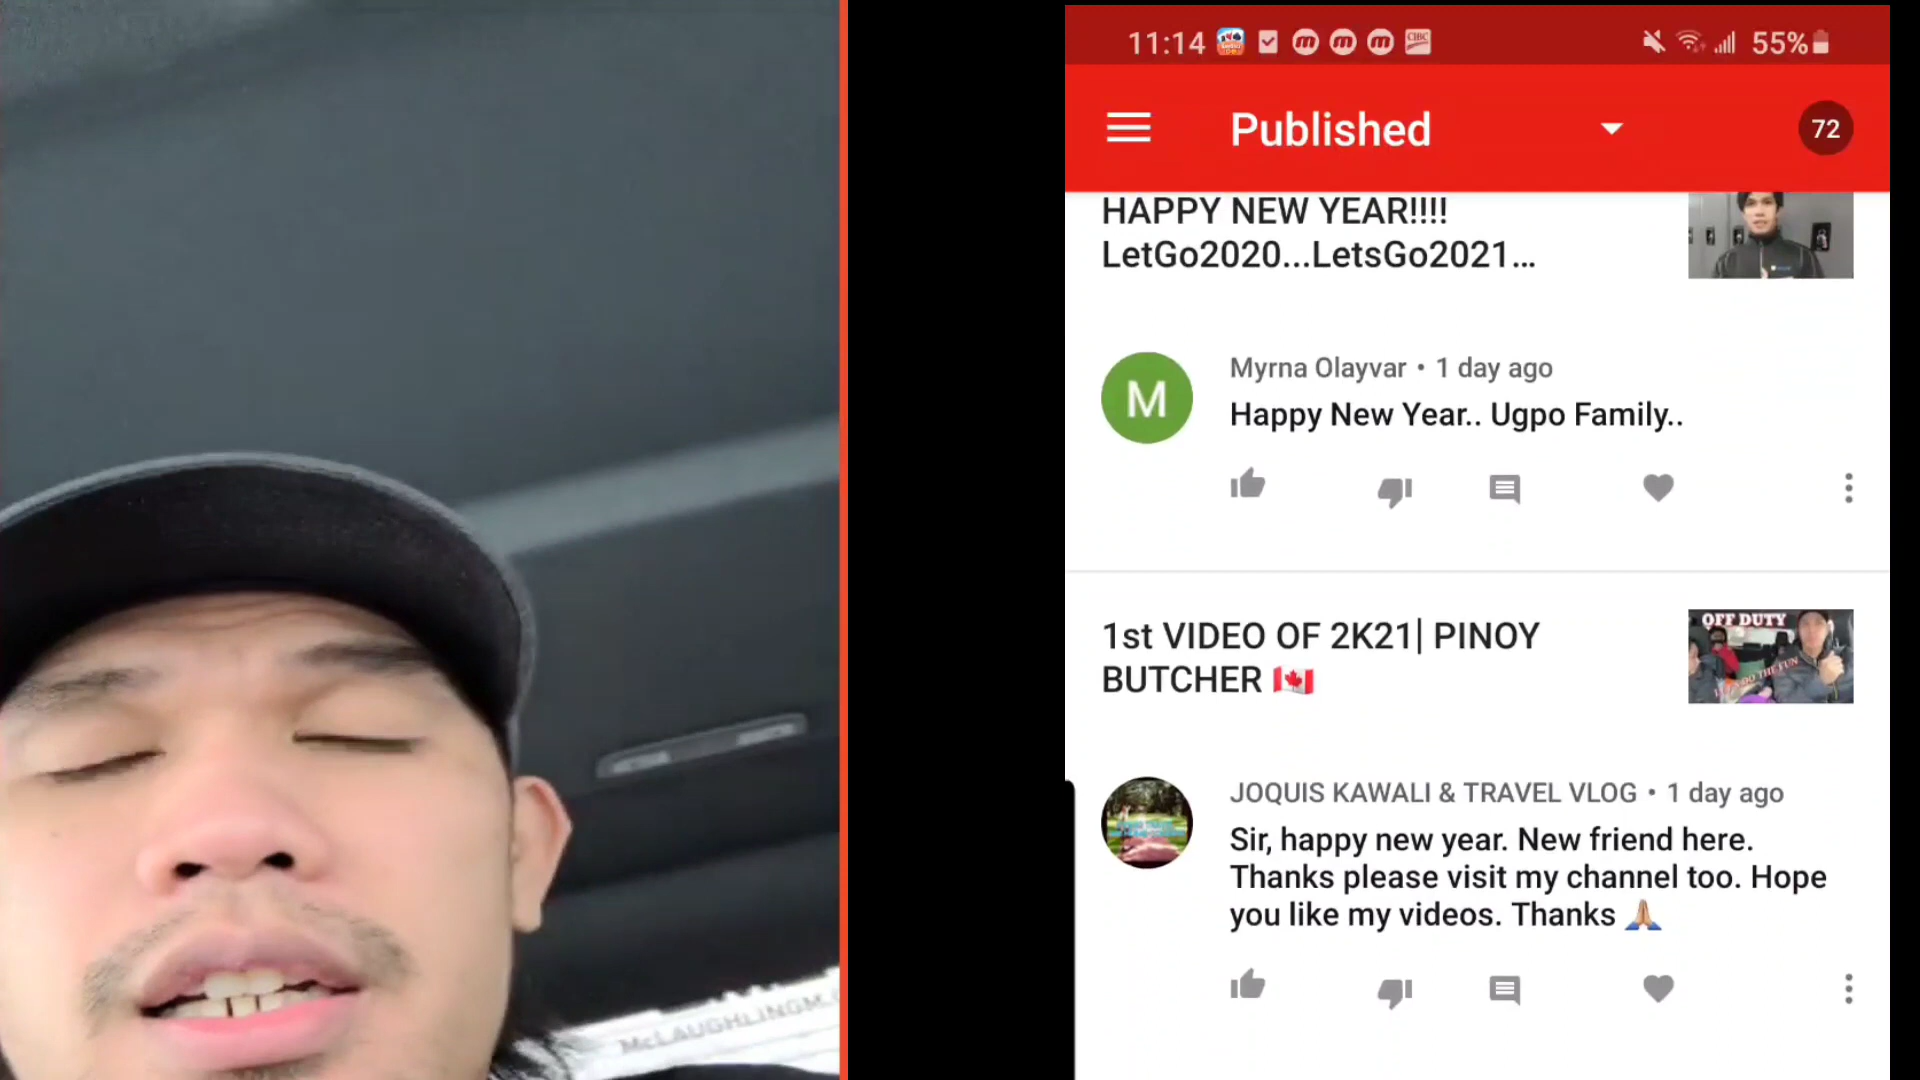 11:14
CIBC
55%
Published
72
HAPPY NEW YEAR!!!!
LetGo2020...LetsGo2021...
Myrna Olayvar • 1 day ago
M
Happy New Year.. Ugpo Family..
1st VIDEO OF 2K21| PINOY
BUTCHER 🇨🇦
OFF DUTY
JOQUIS KAWALI & TRAVEL VLOG • 1 day ago
Sir, happy new year. New friend here.
Thanks please visit my channel too. Hope
you like my videos. Thanks 🙏🏼
McLAUGHLINGM.